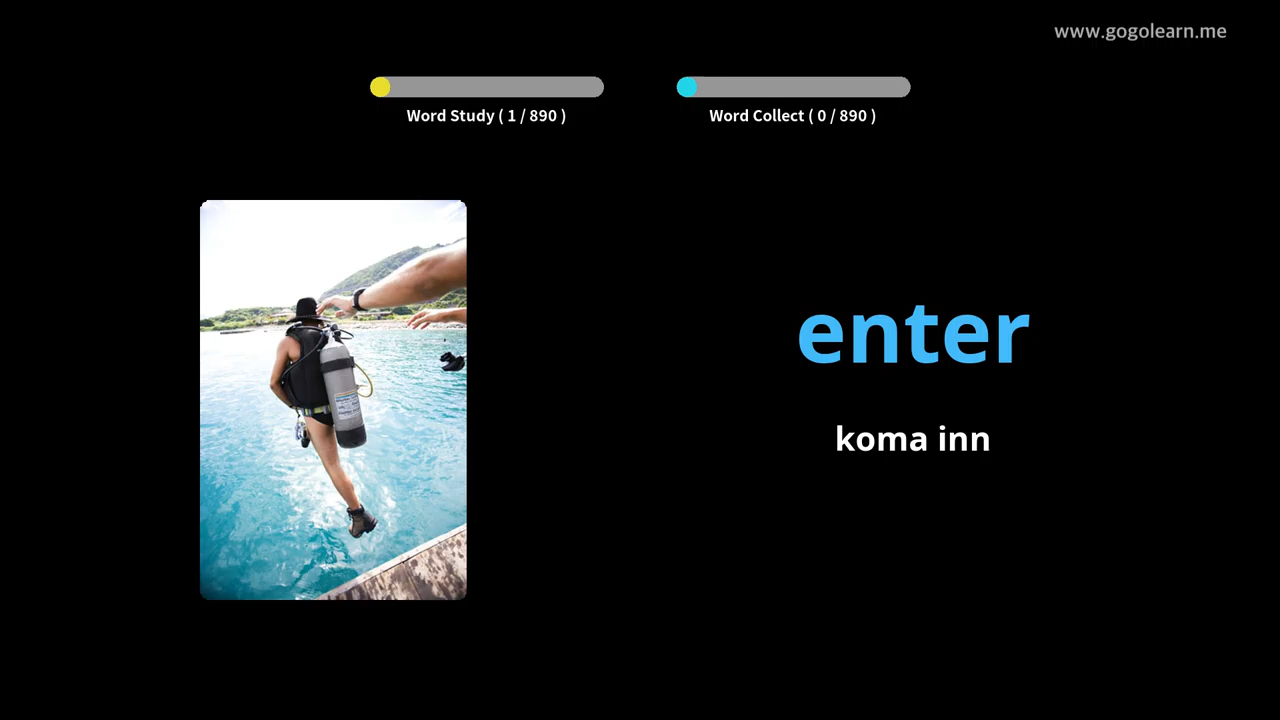 www.gogolearn.me
Word Study ( 1 / 890 )
Word Collect ( 0 / 890 )
enter
koma inn